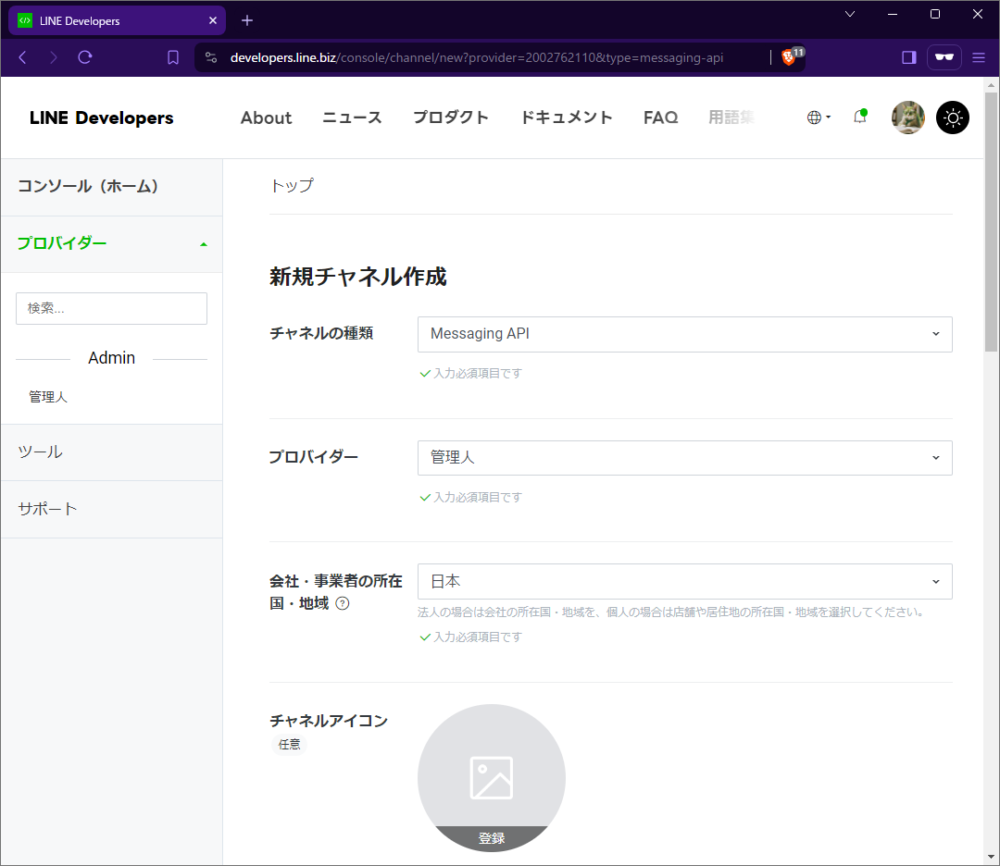 LINE Developers
developers.line.biz/console/channel/new?provider=2002762110&type=messaging-api
11
LINE Developers
About
ニュース
プロダクト
ドキュメント
FAQ
用語集
コンソール（ホーム）
プロバイダー
検索...
Admin
管理人
ツール
サポート
トップ
新規チャネル作成
チャネルの種類
Messaging API
入力必須項目です
プロバイダー
管理人
入力必須項目です
会社・事業者の所在
国・地域 ?
日本
法人の場合は会社の所在国・地域を、個人の場合は店舗や居住地の所在国・地域を選択してください。
入力必須項目です
チャネルアイコン
任意
登録